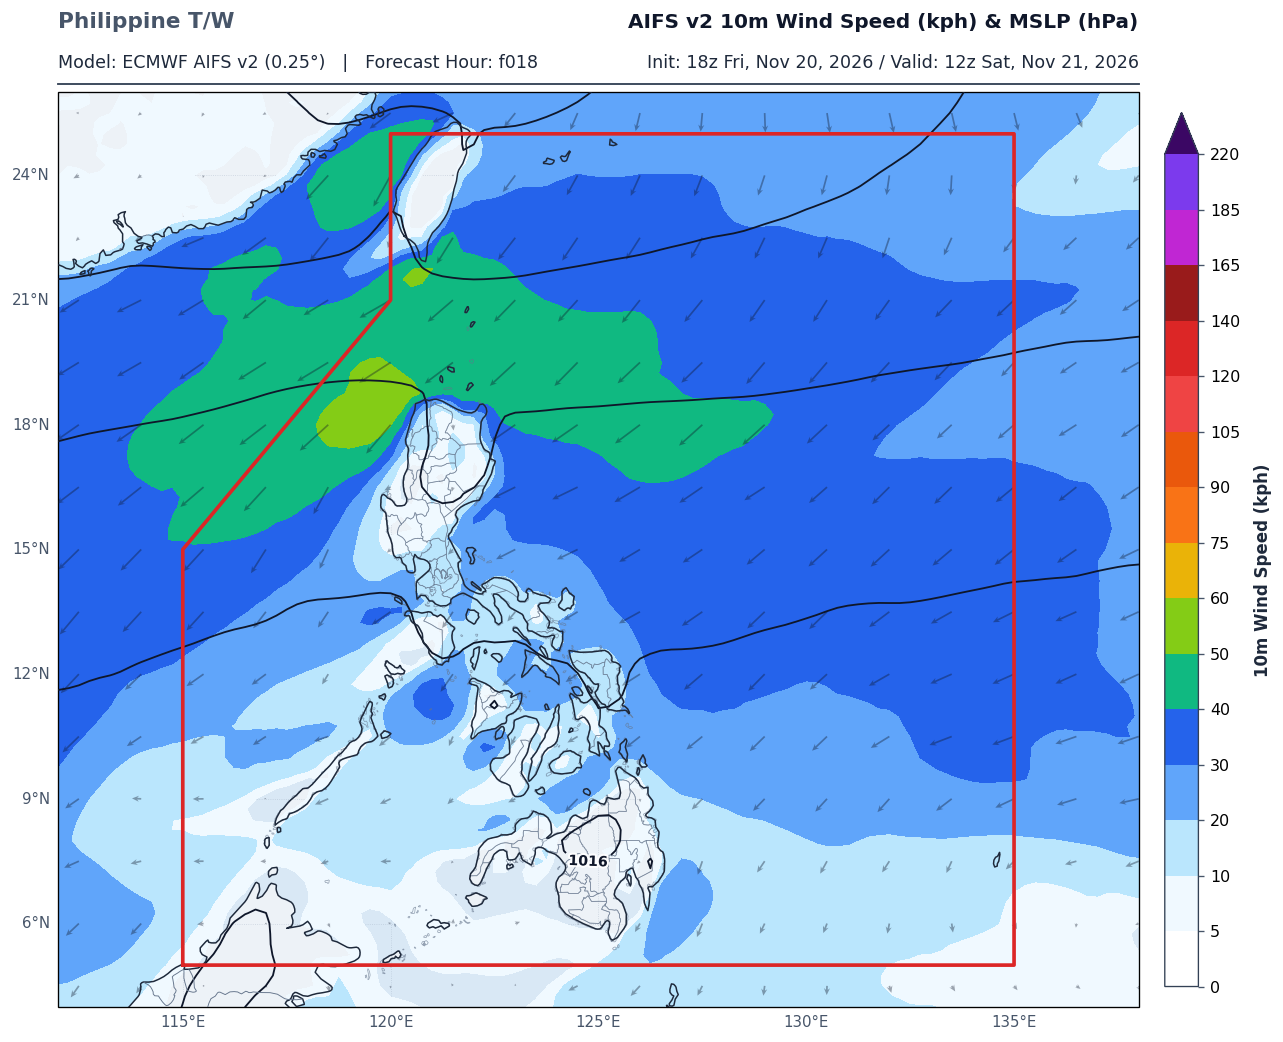 Philippine T/W
AIFS v2 10m Wind Speed (kph) & MSLP (hPa)
Model: ECMWF AIFS v2 (0.25°) | Forecast Hour: f018
Init: 18z Fri, Nov 20, 2026 / Valid: 12z Sat, Nov 21, 2026
24°N
21°N
18°N
15°N
12°N
9°N
6°N
1016
115°E
120°E
125°E
130°E
135°E
220
185
165
140
120
105
90
75
60
50
40
30
20
10
5
0
10m Wind Speed (kph)